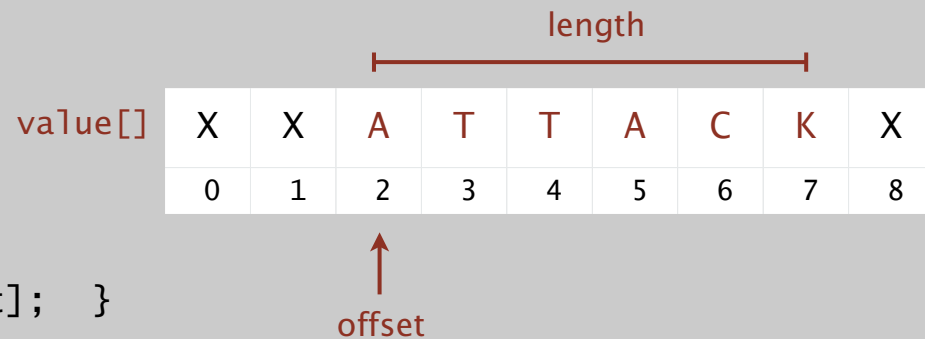 length
value[] X X A T T A C K X
0 1 2 3 4 5 6 7 8
]; }
offset